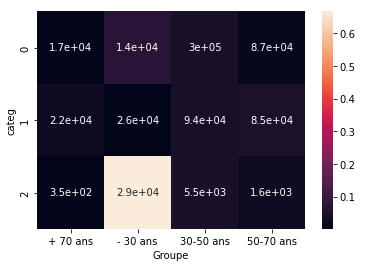 categ
0
1.7e+04 1.4e+04 3e+05 8.7e+04
1
2.2e+04 2.6e+04 9.4e+04 8.5e+04
2
3.5e+02 2.9e+04 5.5e+03 1.6e+03
+ 70 ans - 30 ans 30-50 ans 50-70 ans
Groupe
0.6
0.5
0.4
0.3
0.2
0.1